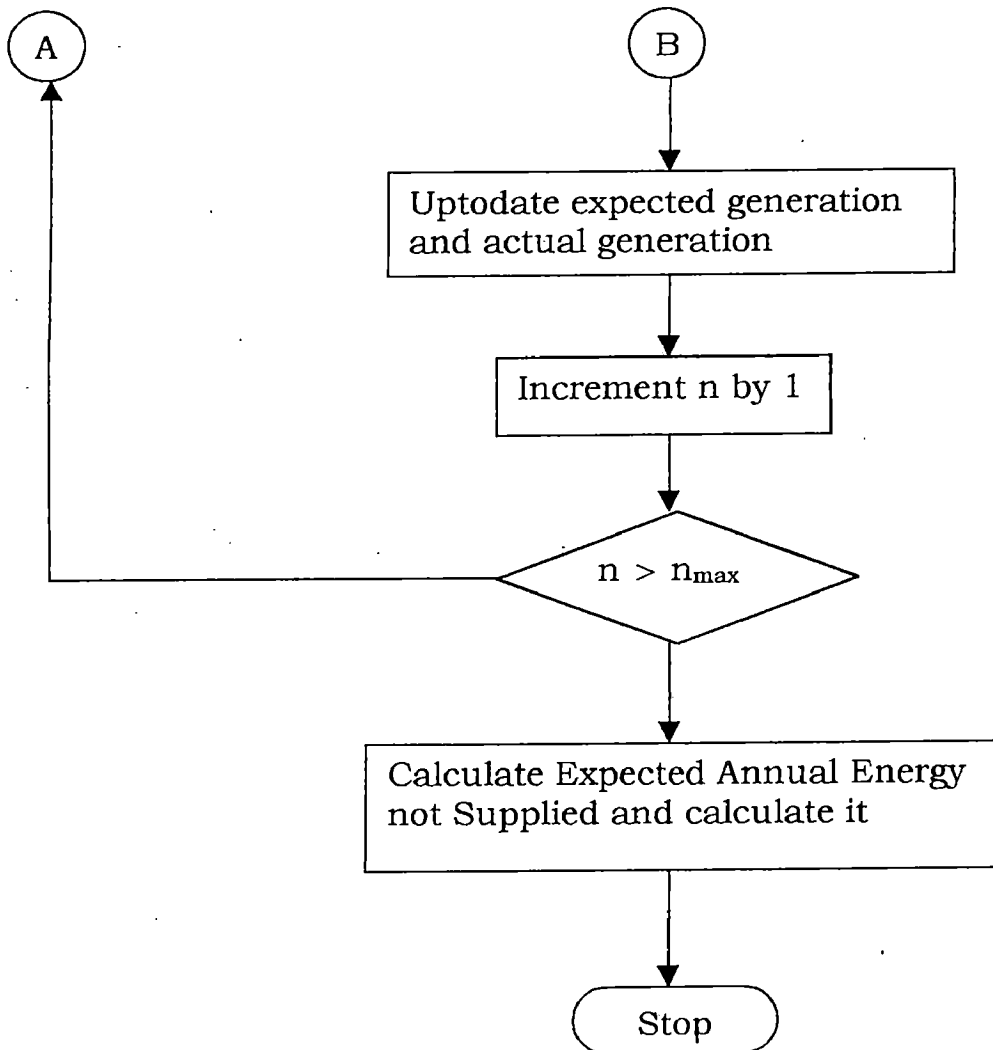 A
B
Uptodate expected generation
and actual generation
Increment n by 1
n > nmax
Calculate Expected Annual Energy
not Supplied and calculate it
Stop